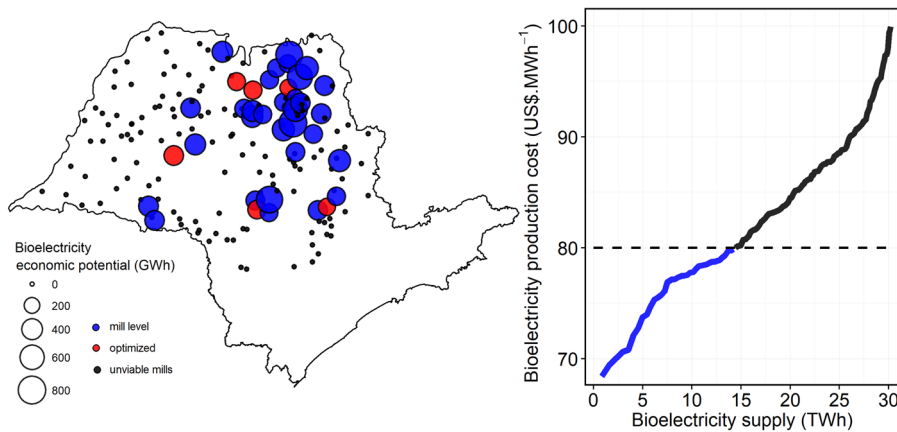 Bioelectricity
economic potential (GWh)
0
200
400
600
800
mill level
optimized
unviable mills
Bioelectricity production cost (US$.MWh⁻¹)
100
90
80
70
0 5 10 15 20 25 30
Bioelectricity supply (TWh)